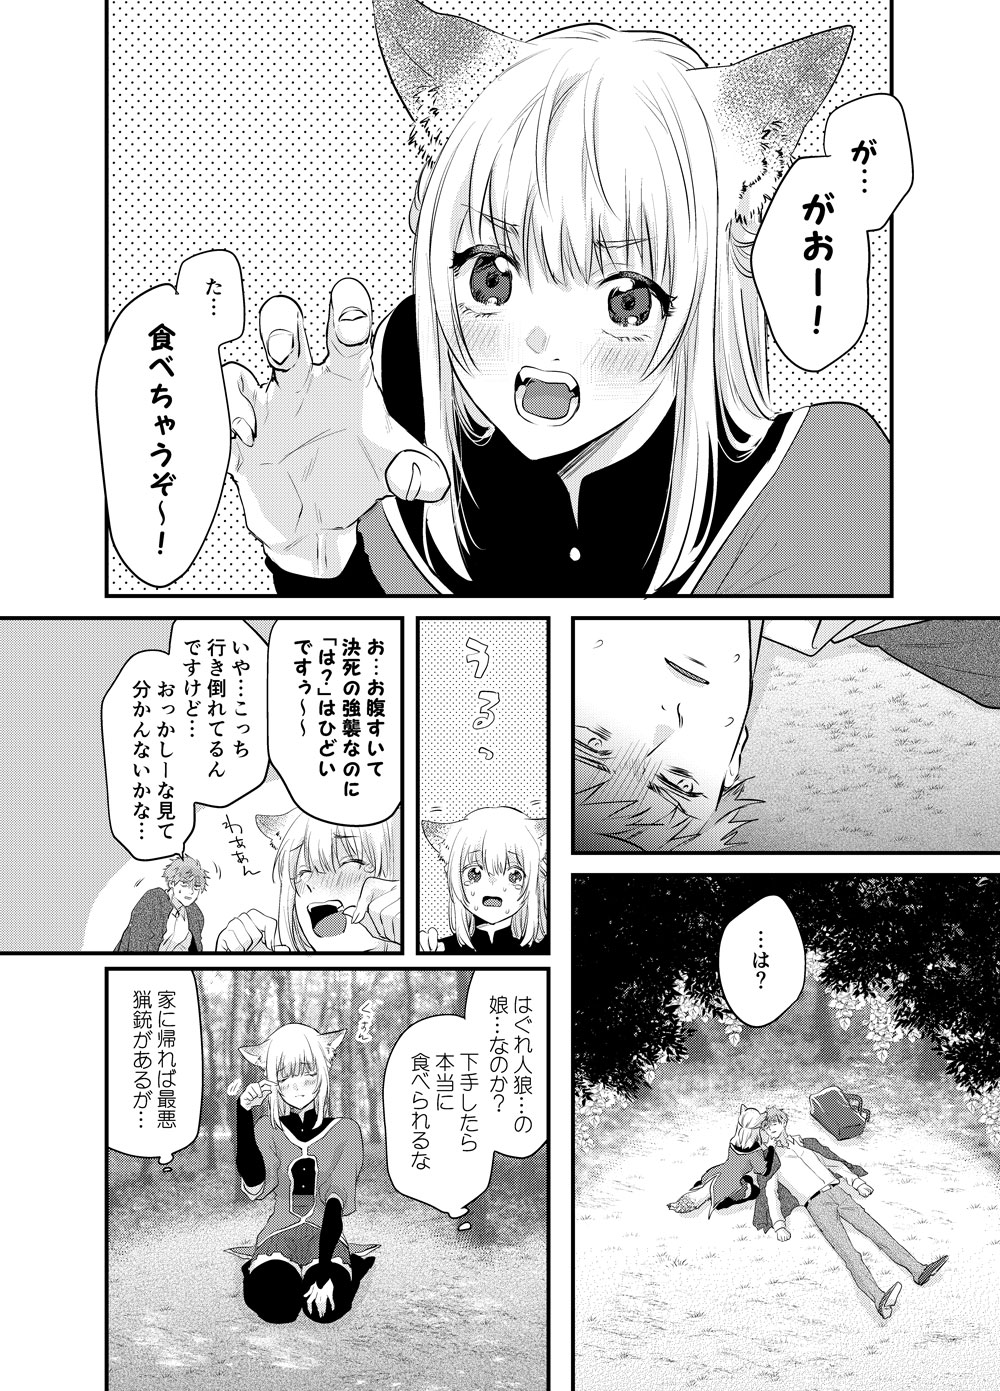 が…
がおー！
た…
食べちゃうぞ〜！
…は？
うるっ
お…お腹すいて
決死の強襲なのに
「は？」はひどい
ですぅ〜〜
わああん
いや…こっち
行き倒れてるん
ですけど…
おっかしーな見て
分かんないかな…
はぐれ人狼…の
娘…なのか？
下手したら
本当に
食べられるな
ぐすん
家に帰れば最悪
猟銃があるが…